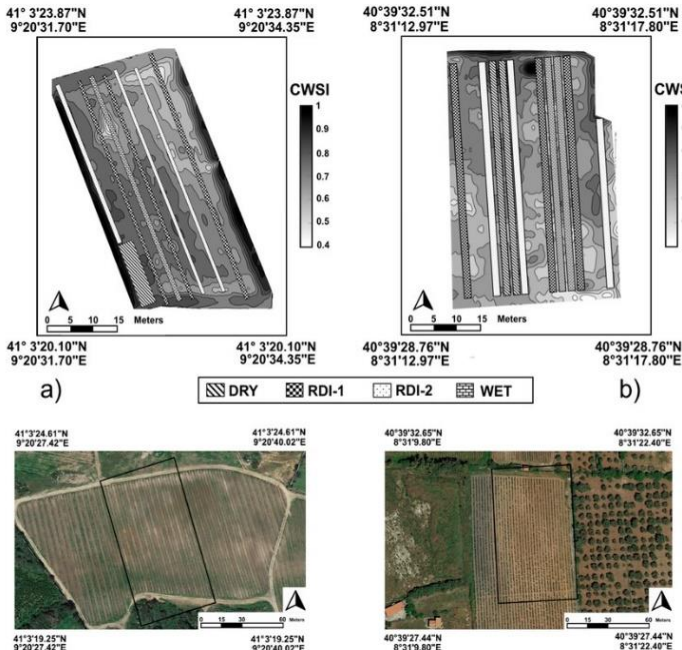 41° 3'23.87"N 41° 3'23.87"N 40°39'32.51"N 40°39'32.51"N
9°20'31.70"E 9°20'34.35"E 8°31'12.97"E 8°31'17.80"E
CWSI
1
0.9
0.8
0.7
0.6
0.5
0.4
CWS
0 5 10 15
Meters
0 5 10 15
Meters
41° 3'20.10"N 41° 3'20.10"N 40°39'28.76"N 40°39'28.76"N
9°20'31.70"E 9°20'34.35"E 8°31'12.97"E 8°31'17.80"E
a) b)
DRY RDI-1 RDI-2 WET
41°3'24.61"N 41°3'24.61"N 40°39'32.65"N 40°39'32.65"N
9°20'27.42"E 9°20'40.02"E 8°31'9.80"E 8°31'22.40"E
0 15 30 60
Meters
0 15 30 60
Meters
41°3'19.25"N 41°3'19.25"N 40°39'27.44"N 40°39'27.44"N
9°20'27.42"E 9°20'40.02"E 8°31'9.80"E 8°31'22.40"E